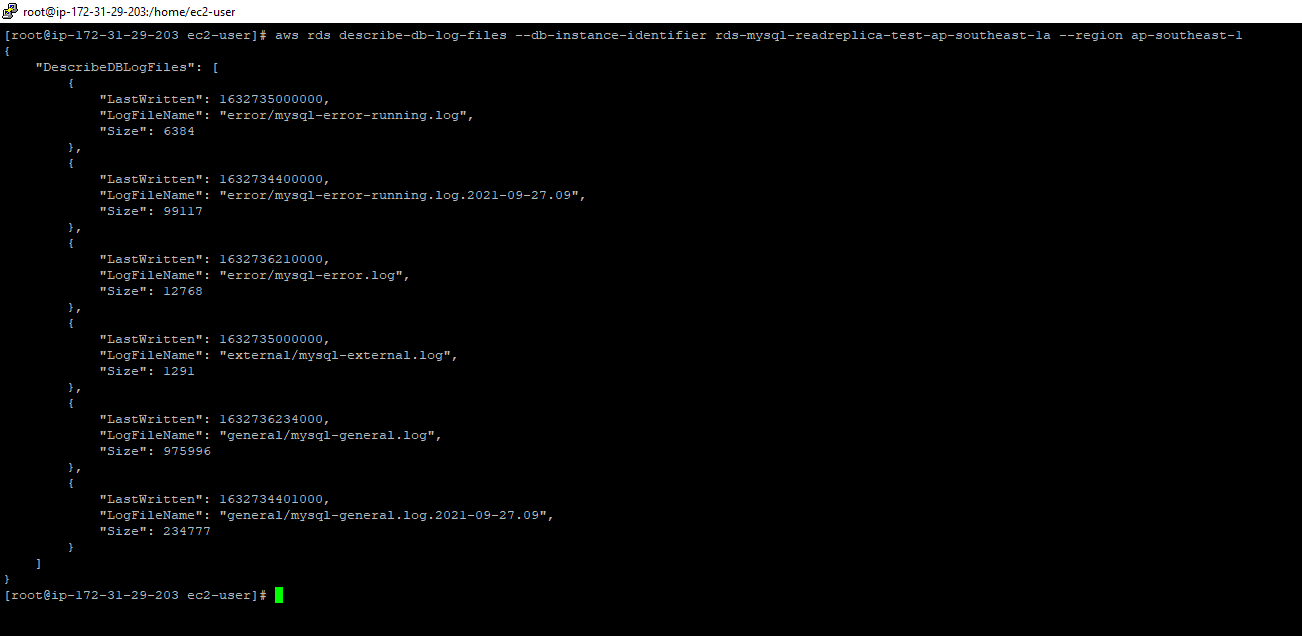 root@ip-172-31-29-203:/home/ec2-user
[root@ip-172-31-29-203 ec2-user]# aws rds describe-db-log-files --db-instance-identifier rds-mysql-readreplica-test-ap-southeast-1a --region ap-southeast-1
{
    "DescribeDBLogFiles": [
        {
            "LastWritten": 1632735000000,
            "LogFileName": "error/mysql-error-running.log",
            "Size": 6384
        },
        {
            "LastWritten": 1632734400000,
            "LogFileName": "error/mysql-error-running.log.2021-09-27.09",
            "Size": 99117
        },
        {
            "LastWritten": 1632736210000,
            "LogFileName": "error/mysql-error.log",
            "Size": 12768
        },
        {
            "LastWritten": 1632735000000,
            "LogFileName": "external/mysql-external.log",
            "Size": 1291
        },
        {
            "LastWritten": 1632736234000,
            "LogFileName": "general/mysql-general.log",
            "Size": 975996
        },
        {
            "LastWritten": 1632734401000,
            "LogFileName": "general/mysql-general.log.2021-09-27.09",
            "Size": 234777
        }
    ]
}
[root@ip-172-31-29-203 ec2-user]#